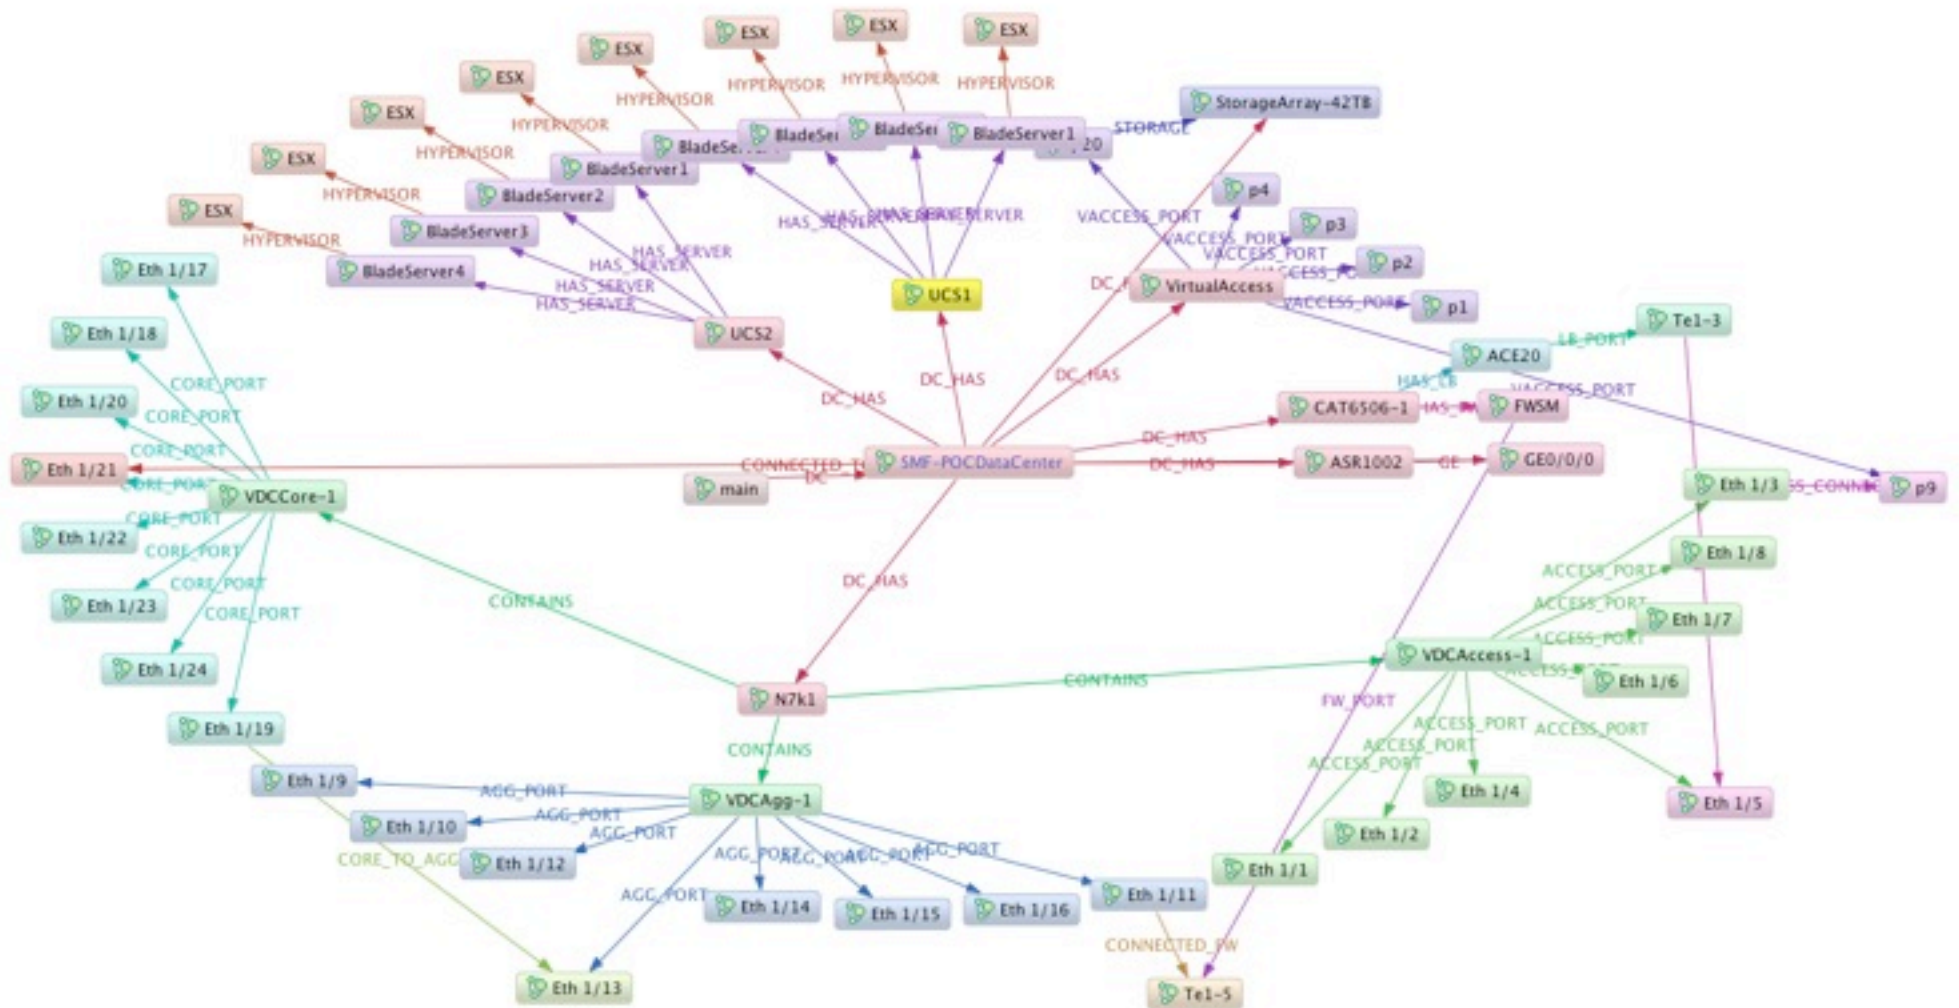 ESX
ESX
ESX
ESX
ESX
ESX
ESX
ESX
HYPERVISOR
HYPERVISOR
HYPERVISOR
HYPERVISOR
HYPERVISOR
HYPERVISOR
HYPERVISOR
HYPERVISOR
StorageArray-42TB
STORAGE
BladeServer1
BladeServer1
BladeServer2
BladeServer3
BladeServer4
HAS_SERVER
HAS_SERVER
HAS_SERVER
HAS_SERVER
HAS_SERVER
UCS1
UCS2
p4
p3
p2
p1
VACCESS_PORT
VACCESS_PORT
VACCESS_PORT
VACCESS_PORT
VirtualAccess
Te1-3
LB_PORT
ACE20
HAS_LB
VACCESS_PORT
DC_HAS
DC_HAS
DC_HAS
CAT6506-1
FWSM
DC_HAS
SMF-POCDataCenter
DC_HAS
ASR1002
GE
GE0/0/0
main
DC
Eth 1/17
Eth 1/18
Eth 1/20
Eth 1/21
Eth 1/22
Eth 1/23
Eth 1/24
Eth 1/19
CORE_PORT
CORE_PORT
CORE_PORT
CORE_PORT
CORE_PORT
CORE_PORT
CORE_PORT
CORE_PORT
VDCCore-1
CONTAINS
DC_HAS
N7k1
CONTAINS
CONTAINS
Eth 1/3
p9
Eth 1/8
Eth 1/7
Eth 1/6
ACCESS_PORT
ACCESS_PORT
ACCESS_PORT
VDCAccess-1
FW_PORT
ACCESS_PORT
ACCESS_PORT
ACCESS_PORT
ACCESS_PORT
Eth 1/5
Eth 1/4
Eth 1/2
Eth 1/1
VDCAgg-1
Eth 1/9
Eth 1/10
Eth 1/12
AGG_PORT
AGG_PORT
AGG_PORT
AGG_PORT
AGG_PORT
AGG_PORT
CORE_TO_AGG
Eth 1/14
Eth 1/15
Eth 1/16
Eth 1/11
CONNECTED_FW
Eth 1/13
Te1-5